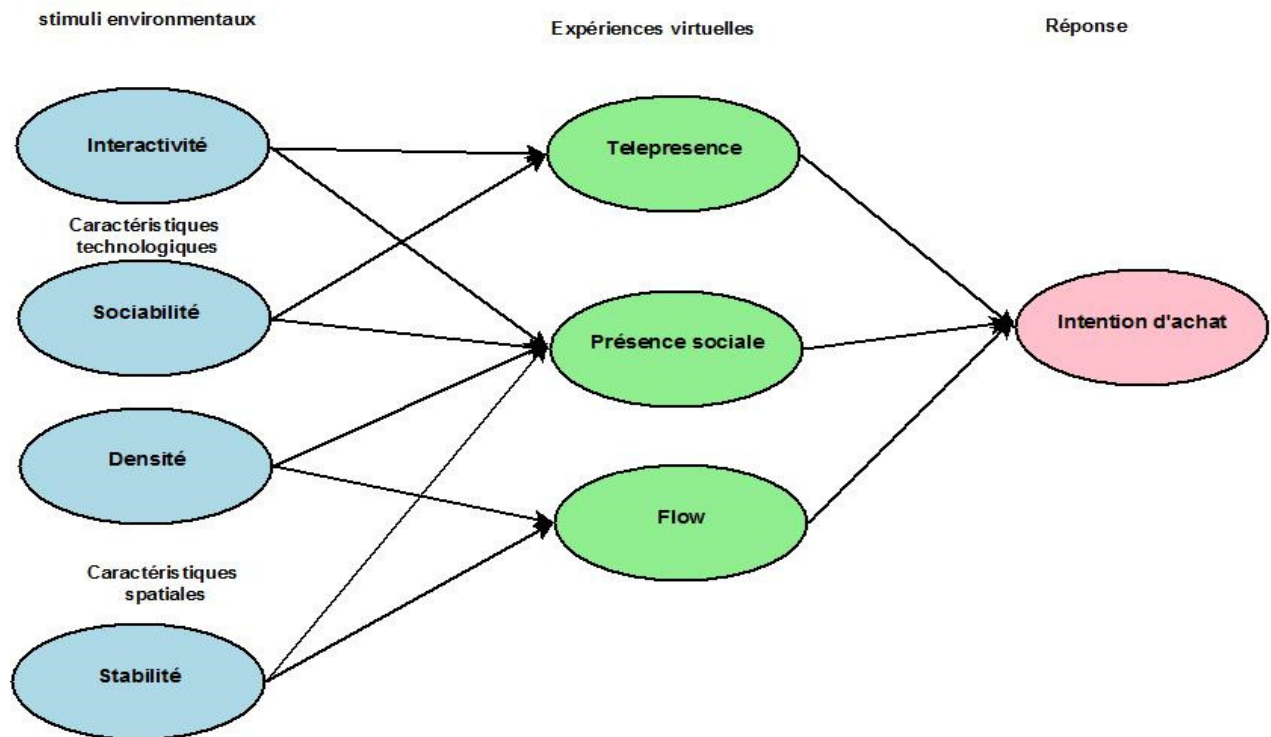 stimuli environmentaux
Expériences virtuelles
Réponse
Interactivité
Telepresence
Caractéristiques
technologiques
Sociabilité
Présence sociale
Intention d'achat
Densité
Flow
Caractéristiques
spatiales
Stabilité